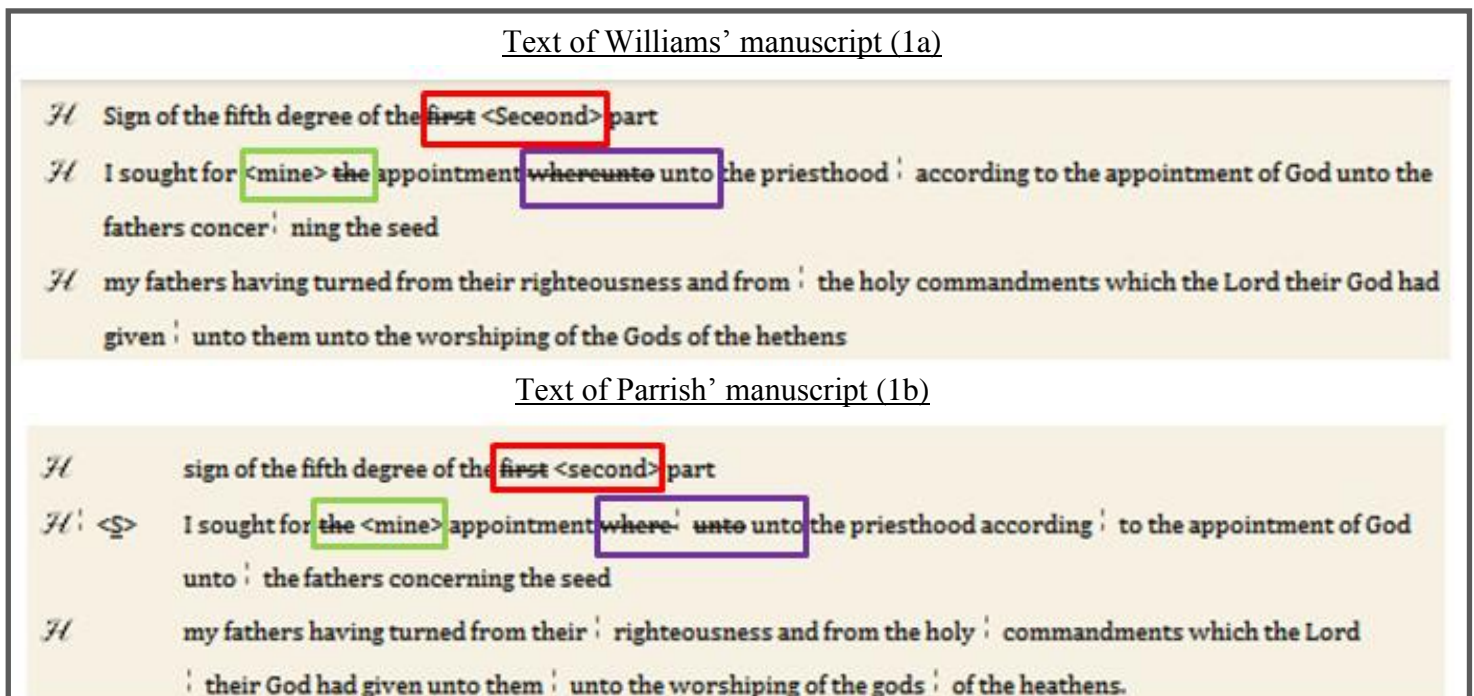 Text of Williams’ manuscript (1a)
ℋ Sign of the fifth degree of the first <Seceond> part
ℋ I sought for <mine> the appointment whereunto unto the priesthood ¦ according to the appointment of God unto the
fathers concer¦ ning the seed
ℋ my fathers having turned from their righteousness and from ¦ the holy commandments which the Lord their God had
given ¦ unto them unto the worshiping of the Gods of the hethens
Text of Parrish’ manuscript (1b)
ℋ sign of the fifth degree of the first <second> part
ℋ ¦ <S> I sought for the <mine> appointment where¦ unto unto the priesthood according ¦ to the appointment of God
unto ¦ the fathers concerning the seed
ℋ my fathers having turned from their ¦ righteousness and from the holy ¦ commandments which the Lord
¦ their God had given unto them ¦ unto the worshiping of the gods ¦ of the heathens.